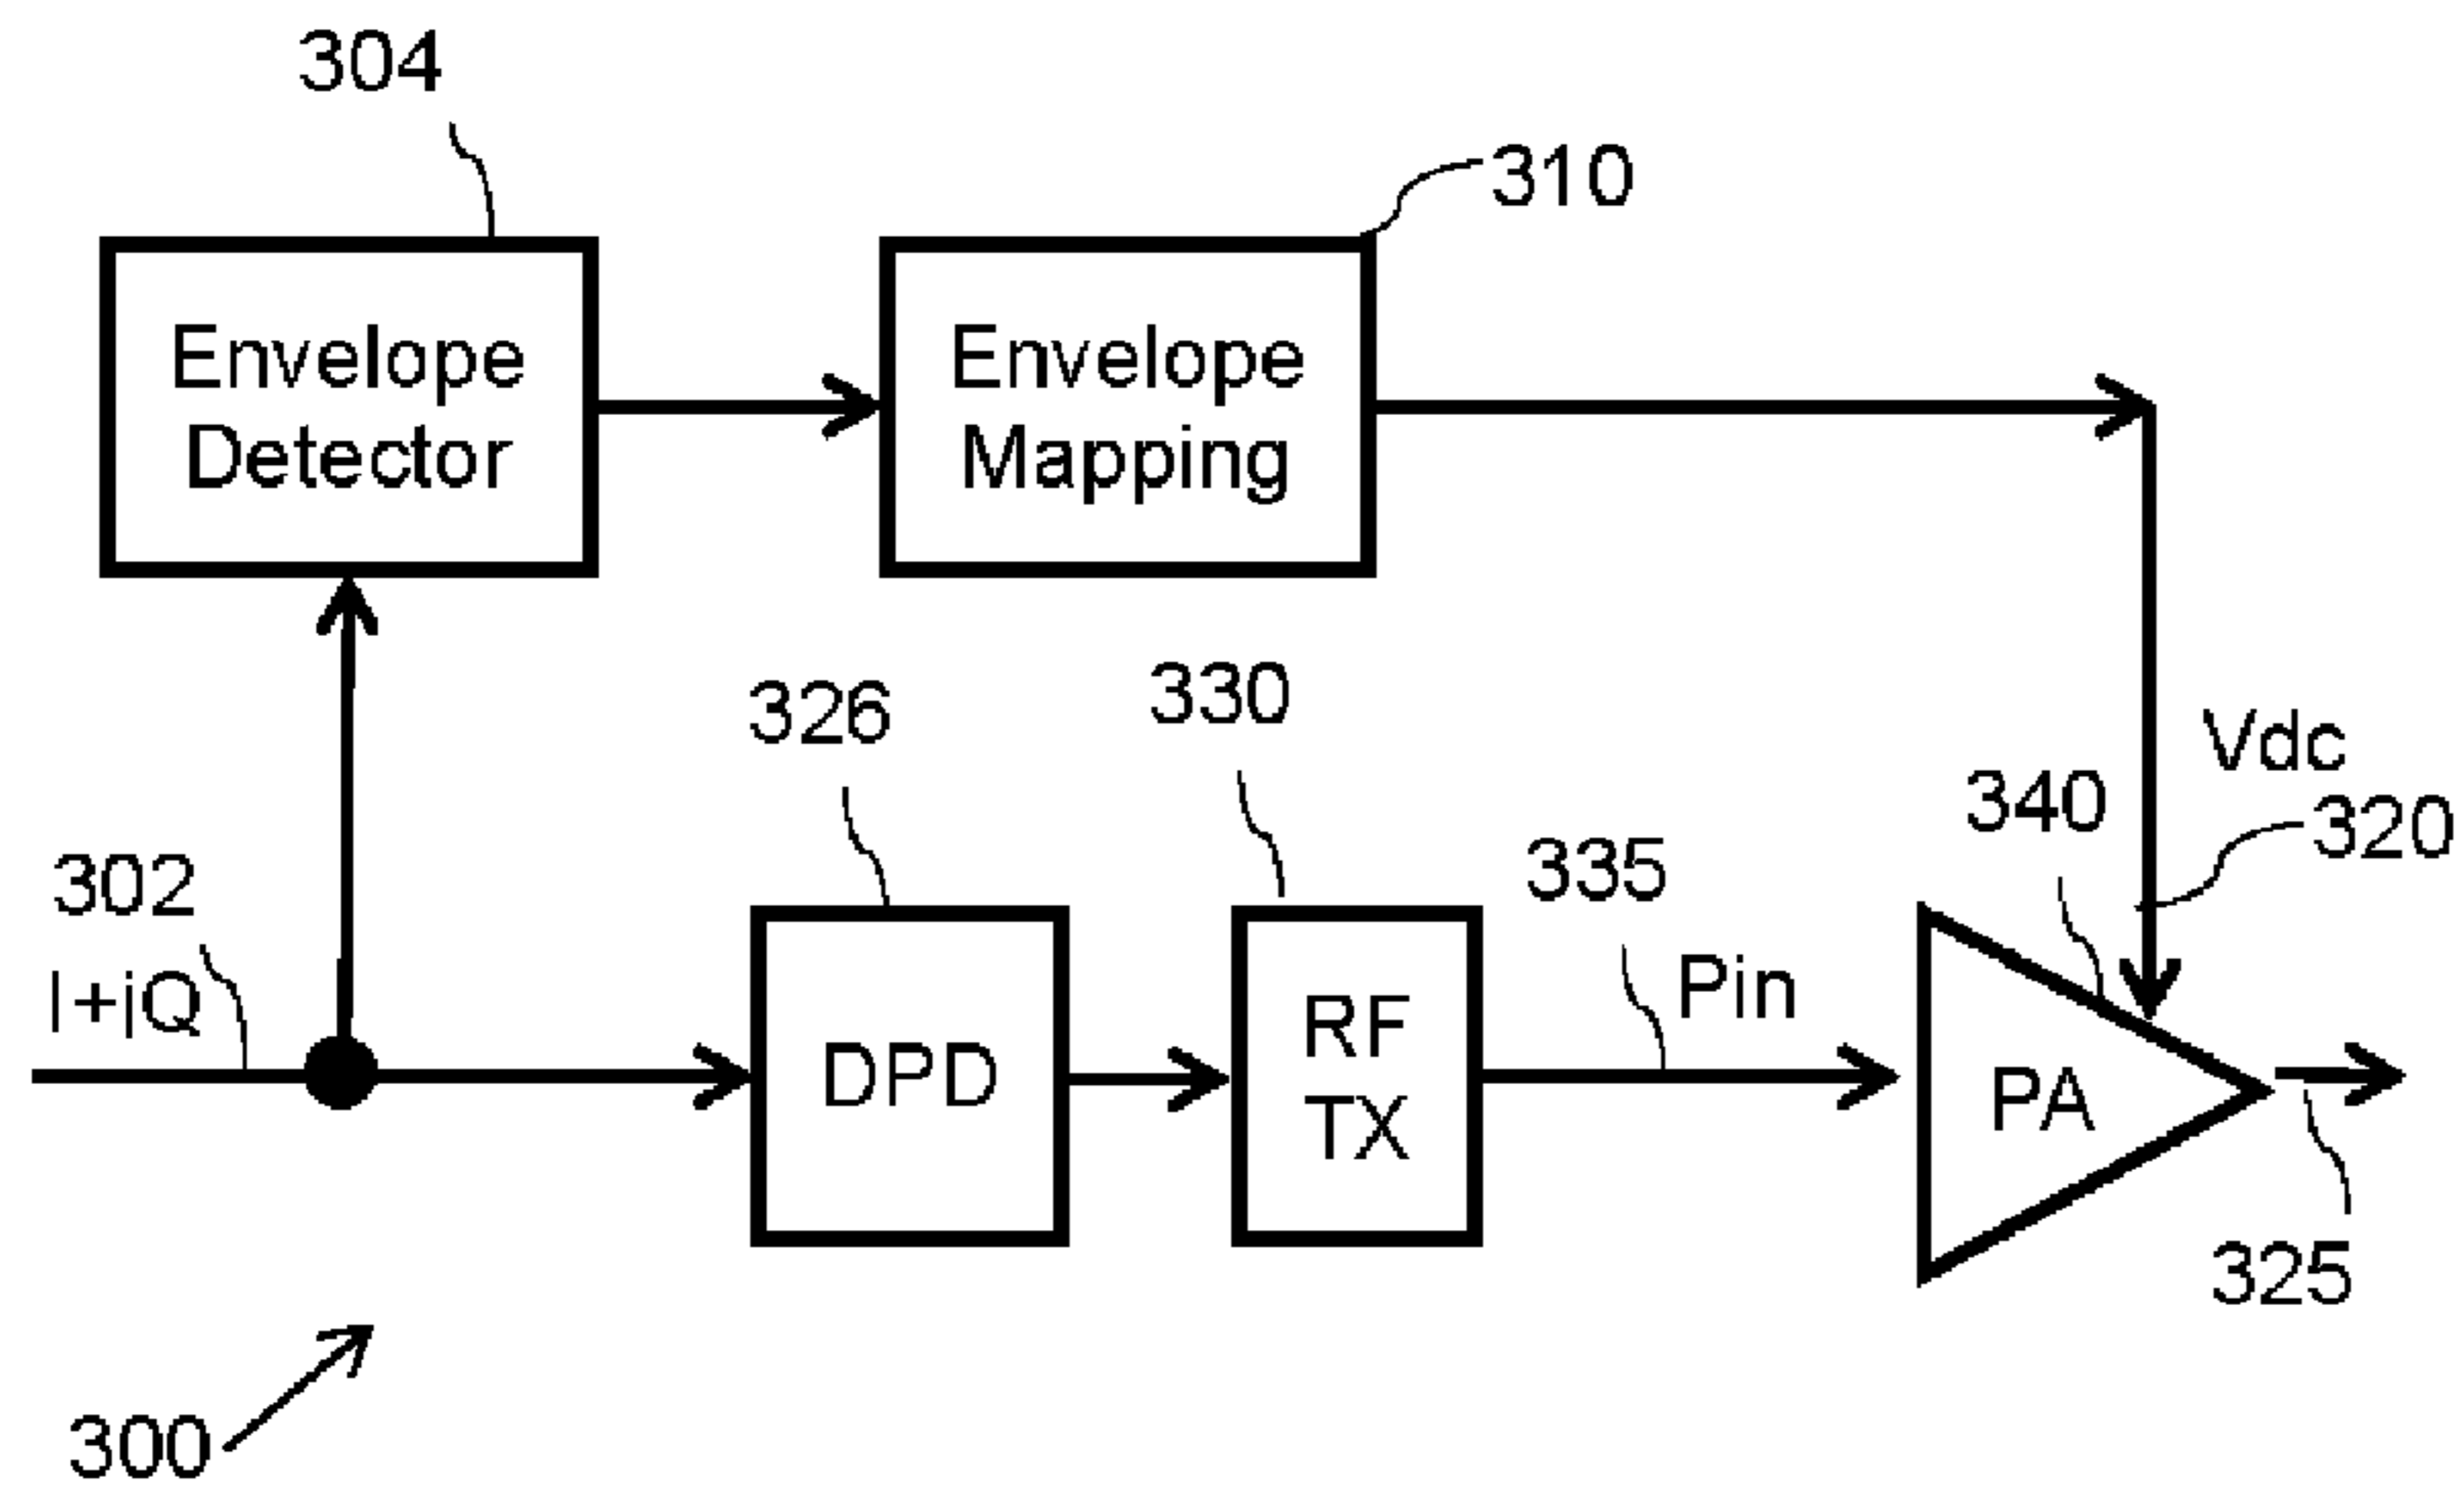 304
310
Envelope
Detector
Envelope
Mapping
326
330
Vdc
340
320
302
335
I+jQ
Pin
DPD
RF
TX
PA
325
300